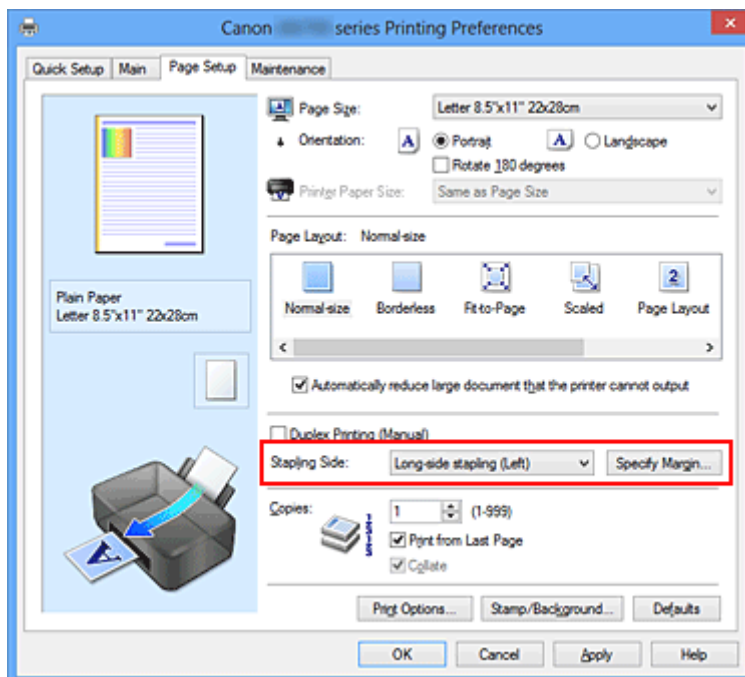 Canon series Printing Preferences
Quick Setup Main Page Setup Maintenance
Page Size: Letter 8.5"x11" 22x28cm
Orientation: A Portrait A Landscape
Rotate 180 degrees
Printer Paper Size: Same as Page Size
Page Layout: Normal-size
Normal-size Borderless Fit-to-Page Scaled 2 Page Layout
Plain Paper
Letter 8.5"x11" 22x28cm
Automatically reduce large document that the printer cannot output
Duplex Printing (Manual)
Stapling Side: Long-side stapling (Left) Specify Margin...
Copies: 1 (1-999)
Print from Last Page
Collate
A
Print Options... Stamp/Background... Defaults
OK Cancel Apply Help